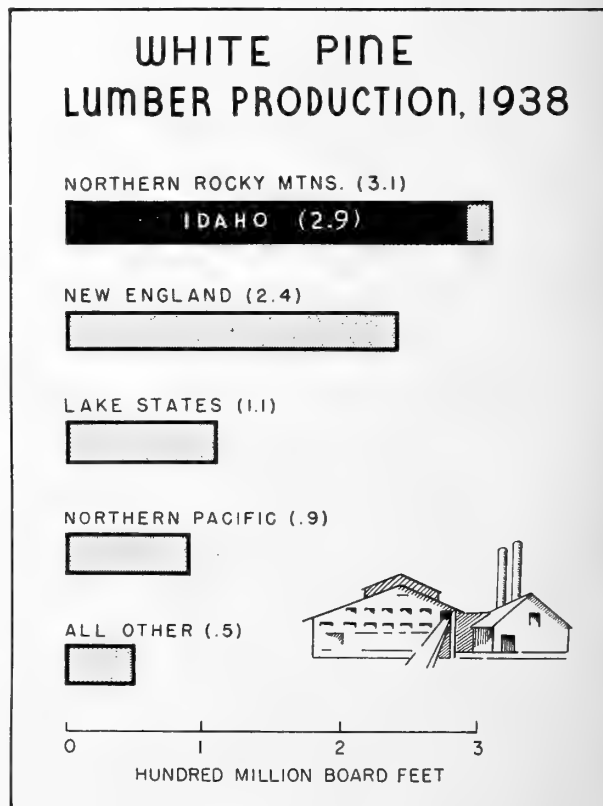 WHITE PINE
LUMBER PRODUCTION, 1938
NORTHERN ROCKY MTNS. (3.1)
IDAHO (2.9)
NEW ENGLAND (2.4)
LAKE STATES (1.1)
NORTHERN PACIFIC (.9)
ALL OTHER (.5)
0 1 2 3
HUNDRED MILLION BOARD FEET